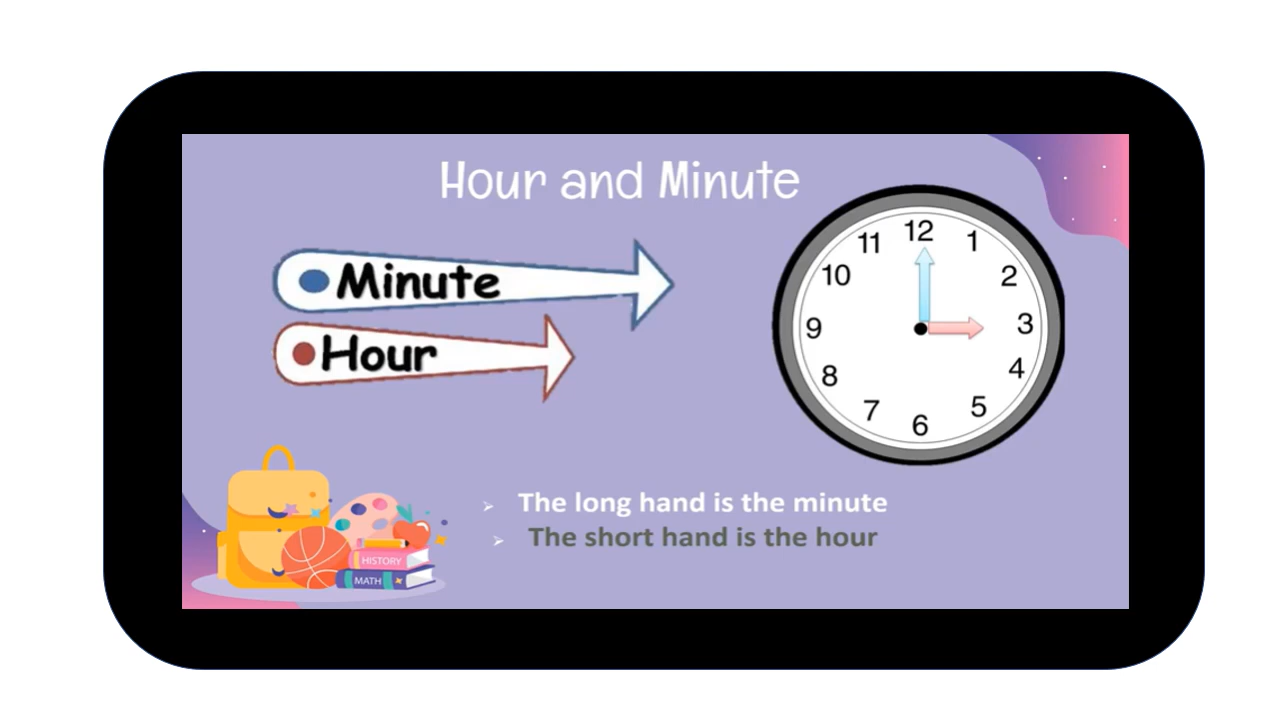 Hour and Minute
Minute
Hour
12
1
2
3
4
5
6
7
8
9
10
11
The long hand is the minute
The short hand is the hour
HISTORY
MATH